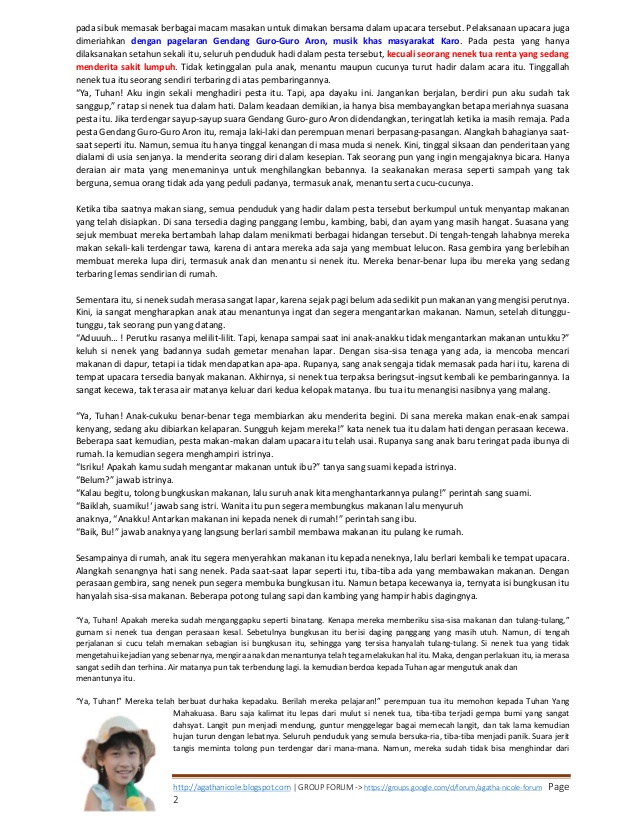 pada sibuk memasak berbagai macam masakan untuk dimakan bersama dalam upacara tersebut. Pelaksanaan upacara juga
dimeriahkan dengan pagelaran Gendang Guro-Guro Aron, musik khas masyarakat Karo. Pada pesta yang hanya
dilaksanakan setahun sekali itu, seluruh penduduk hadi dalam pesta tersebut, kecuali seorang nenek tua renta yang sedang
menderita sakit lumpuh. Tidak ketinggalan pula anak, menantu maupun cucunya turut hadir dalam acara itu. Tinggallah
nenek tua itu seorang sendiri terbaring di atas pembaringannya.
“Ya, Tuhan! Aku ingin sekali menghadiri pesta itu. Tapi, apa dayaku ini. Jangankan berjalan, berdiri pun aku sudah tak
sanggup,” ratap si nenek tua dalam hati. Dalam keadaan demikian, ia hanya bisa membayangkan betapa meriahnya suasana
pesta itu. Jika terdengar sayup-sayup suara Gendang Guro-guro Aron didendangkan, teringatlah ketika ia masih remaja. Pada
pesta Gendang Guro-Guro Aron itu, remaja laki-laki dan perempuan menari berpasang-pasangan. Alangkah bahagianya saat-
saat seperti itu. Namun, semua itu hanya tinggal kenangan di masa muda si nenek. Kini, tinggal siksaan dan penderitaan yang
dialami di usia senjanya. Ia menderita seorang diri dalam kesepian. Tak seorang pun yang ingin mengajaknya bicara. Hanya
deraian air mata yang menemaninya untuk menghilangkan bebannya. Ia seakanakan merasa seperti sampah yang tak
berguna, semua orang tidak ada yang peduli padanya, termasuk anak, menantu serta cucu-cucunya.
Ketika tiba saatnya makan siang, semua penduduk yang hadir dalam pesta tersebut berkumpul untuk menyantap makanan
yang telah disiapkan. Di sana tersedia daging panggang lembu, kambing, babi, dan ayam yang masih hangat. Suasana yang
sejuk membuat mereka bertambah lahap dalam menikmati berbagai hidangan tersebut. Di tengah-tengah lahabnya mereka
makan sekali-kali terdengar tawa, karena di antara mereka ada saja yang membuat lelucon. Rasa gembira yang berlebihan
membuat mereka lupa diri, termasuk anak dan menantu si nenek itu. Mereka benar-benar lupa ibu mereka yang sedang
terbaring lemas sendirian di rumah.
Sementara itu, si nenek sudah merasa sangat lapar, karena sejak pagi belum ada sedikit pun makanan yang mengisi perutnya.
Kini, ia sangat mengharapkan anak atau menantunya ingat dan segera mengantarkan makanan. Namun, setelah ditunggu-
tunggu, tak seorang pun yang datang.
“Aduuuh… ! Perutku rasanya melilit-lilit. Tapi, kenapa sampai saat ini anak-anakku tidak mengantarkan makanan untukku?”
keluh si nenek yang badannya sudah gemetar menahan lapar. Dengan sisa-sisa tenaga yang ada, ia mencoba mencari
makanan di dapur, tetapi ia tidak mendapatkan apa-apa. Rupanya, sang anak sengaja tidak memasak pada hari itu, karena di
tempat upacara tersedia banyak makanan. Akhirnya, si nenek tua terpaksa beringsut-ingsut kembali ke pembaringannya. Ia
sangat kecewa, tak terasa air matanya keluar dari kedua kelopak matanya. Ibu tua itu menangisi nasibnya yang malang.
“Ya, Tuhan! Anak-cukuku benar-benar tega membiarkan aku menderita begini. Di sana mereka makan enak-enak sampai
kenyang, sedang aku dibiarkan kelaparan. Sungguh kejam mereka!” kata nenek tua itu dalam hati dengan perasaan kecewa.
Beberapa saat kemudian, pesta makan-makan dalam upacara itu telah usai. Rupanya sang anak baru teringat pada ibunya di
rumah. Ia kemudian segera menghampiri istrinya.
“Isriku! Apakah kamu sudah mengantar makanan untuk ibu?” tanya sang suami kepada istrinya.
“Belum?” jawab istrinya.
“Kalau begitu, tolong bungkuskan makanan, lalu suruh anak kita menghantarkannya pulang!” perintah sang suami.
“Baiklah, suamiku!’ jawab sang istri. Wanita itu pun segera membungkus makanan lalu menyuruh
anaknya, “Anakku! Antarkan makanan ini kepada nenek di rumah!” perintah sang ibu.
“Baik, Bu!” jawab anaknya yang langsung berlari sambil membawa makanan itu pulang ke rumah.
Sesampainya di rumah, anak itu segera menyerahkan makanan itu kepada neneknya, lalu berlari kembali ke tempat upacara.
Alangkah senangnya hati sang nenek. Pada saat-saat lapar seperti itu, tiba-tiba ada yang membawakan makanan. Dengan
perasaan gembira, sang nenek pun segera membuka bungkusan itu. Namun betapa kecewanya ia, ternyata isi bungkusan itu
hanyalah sisa-sisa makanan. Beberapa potong tulang sapi dan kambing yang hampir habis dagingnya.
“Ya, Tuhan! Apakah mereka sudah menganggapku seperti binatang. Kenapa mereka memberiku sisa-sisa makanan dan tulang-tulang,”
gumam si nenek tua dengan perasaan kesal. Sebetulnya bungkusan itu berisi daging panggang yang masih utuh. Namun, di tengah
perjalanan si cucu telah memakan sebagian isi bungkusan itu, sehingga yang tersisa hanyalah tulang-tulang. Si nenek tua yang tidak
mengetahui kejadian yang sebenarnya, mengira anak dan menantunya telah tega melakukan hal itu. Maka, dengan perlakuan itu, ia merasa
sangat sedih dan terhina. Air matanya pun tak terbendung lagi. Ia kemudian berdoa kepada Tuhan agar mengutuk anak dan
menantunya itu.
“Ya, Tuhan!” Mereka telah berbuat durhaka kepadaku. Berilah mereka pelajaran!” perempuan tua itu memohon kepada Tuhan Yang
Mahakuasa. Baru saja kalimat itu lepas dari mulut si nenek tua, tiba-tiba terjadi gempa bumi yang sangat
dahsyat. Langit pun menjadi mendung, guntur menggelegar bagai memecah langit, dan tak lama kemudian
hujan turun dengan lebatnya. Seluruh penduduk yang semula bersuka-ria, tiba-tiba menjadi panik. Suara jerit
tangis meminta tolong pun terdengar dari mana-mana. Namun, mereka sudah tidak bisa menghindar dari
http://agathanicole.blogspot.com | GROUP FORUM -> https://groups.google.com/d/forum/agatha-nicole-forum Page
2